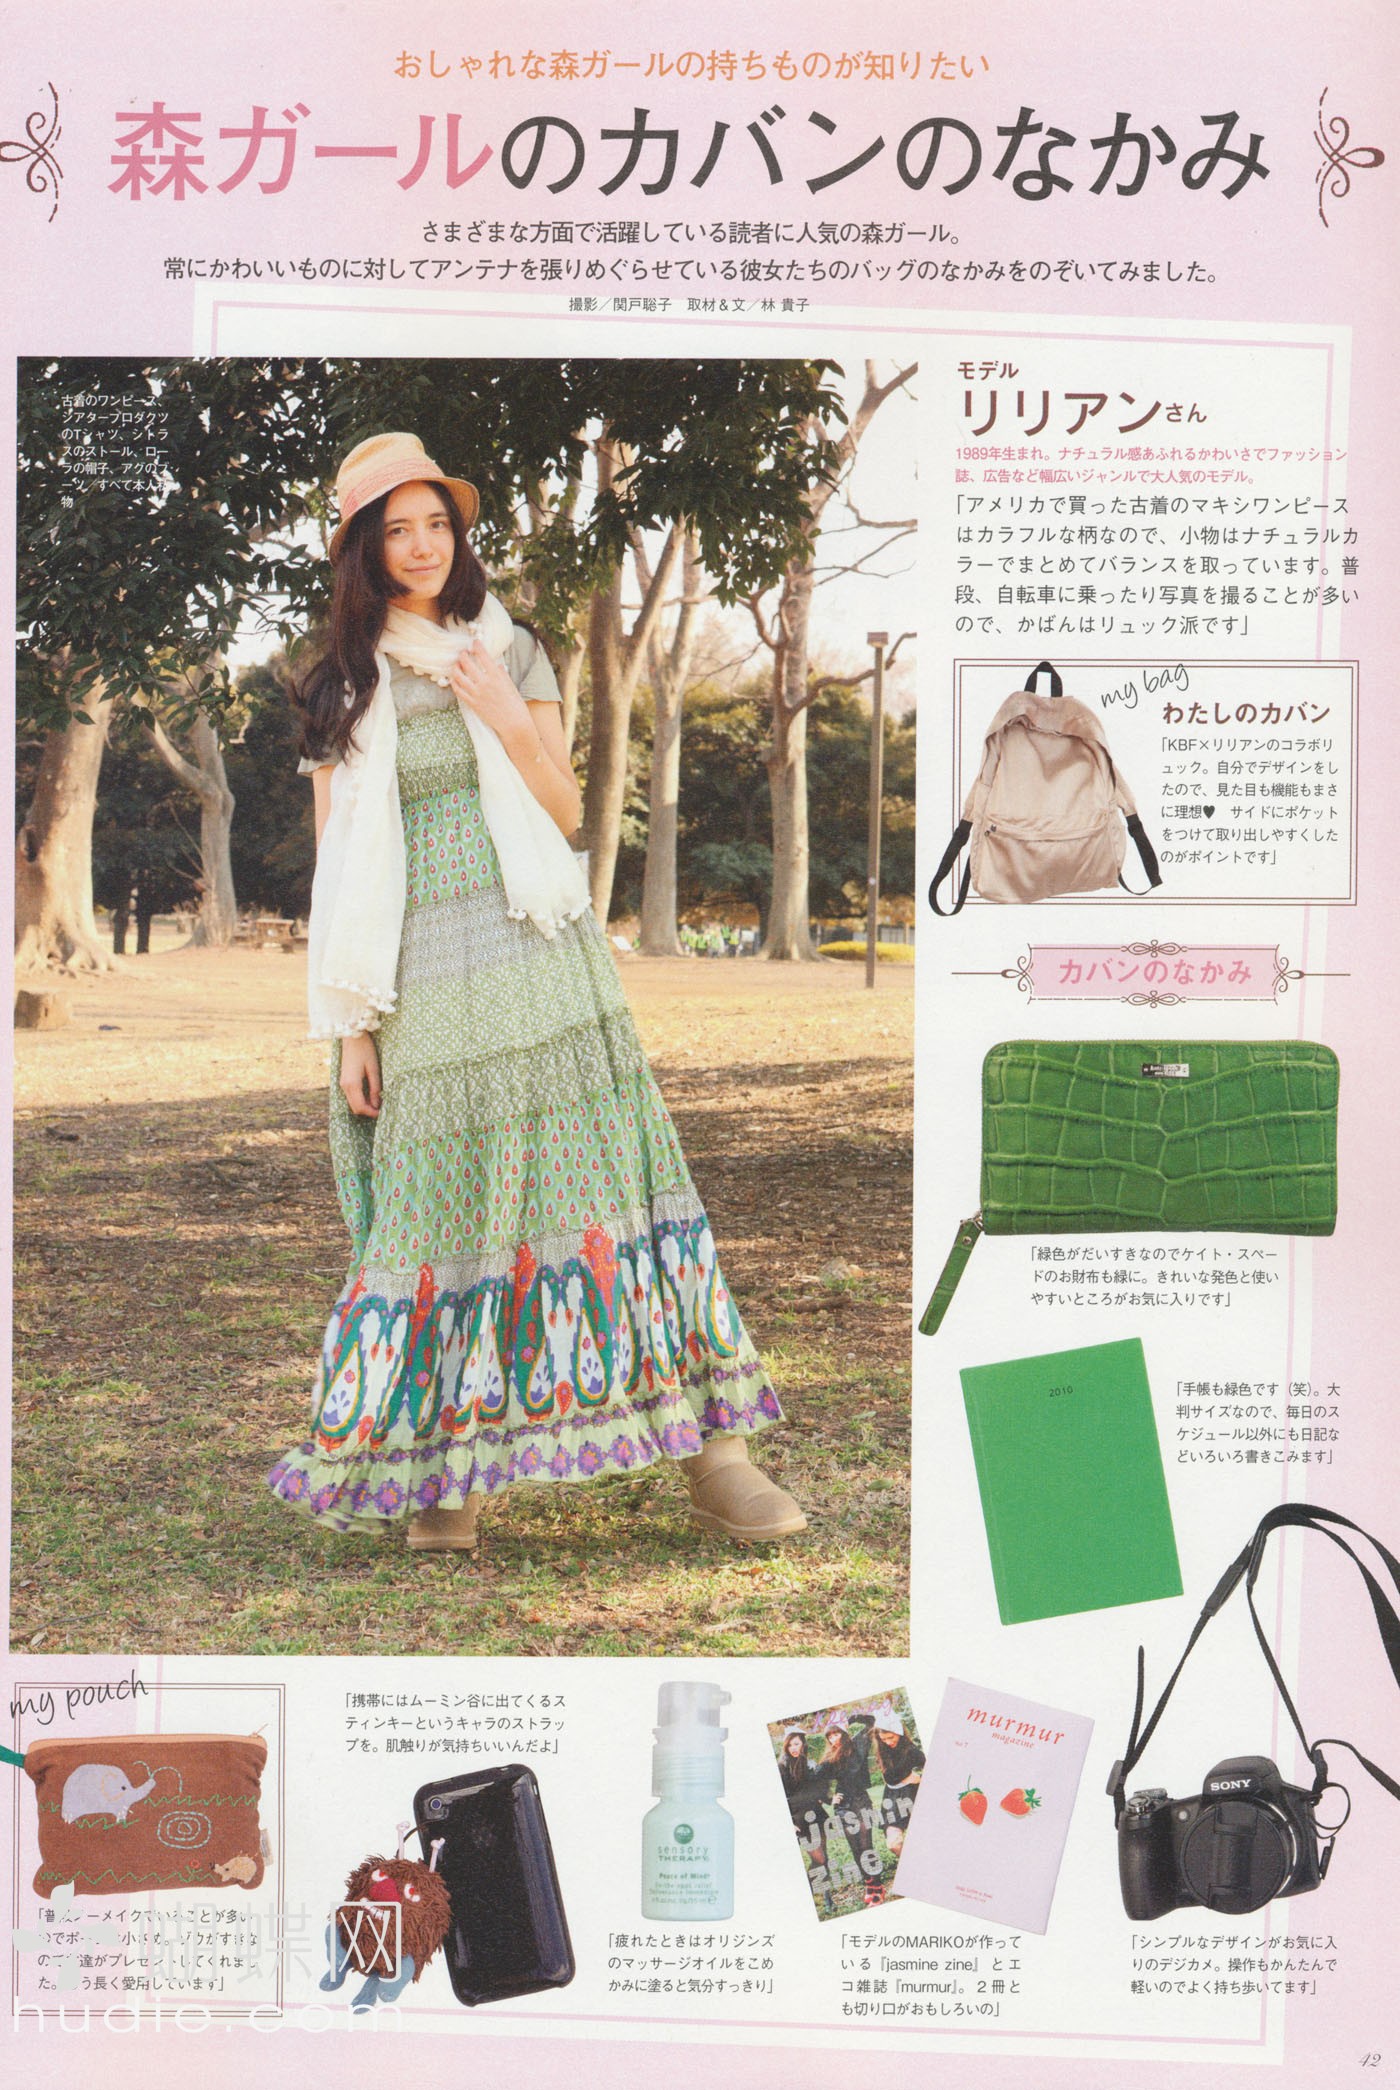 おしゃれな森ガールの持ちものが知りたい
森ガールのカバンのなかみ
さまざまな方面で活躍している読者に人気の森ガール。
常にかわいいものに対してアンテナを張りめぐらせている彼女たちのバッグのなかみをのぞいてみました。
撮影／関戸聡子　取材＆文／林 貴子
古着のワンピース、
シアタープロダクツ
のTシャツ、シトラ
スのストール、ロー
ラの帽子、アグのブ
ーツ／すべて本人私
物
モデル
リリアンさん
1989年生まれ。ナチュラル感あふれるかわいさでファッション
誌、広告など幅広いジャンルで大人気のモデル。
「アメリカで買った古着のマキシワンピース
はカラフルな柄なので、小物はナチュラルカ
ラーでまとめてバランスを取っています。普
段、自転車に乗ったり写真を撮ることが多い
ので、かばんはリュック派です」
my bag
わたしのカバン
「KBF×リリアンのコラボリ
ュック。自分でデザインをし
たので、見た目も機能もまさ
に理想♥　サイドにポケット
をつけて取り出しやすくした
のがポイントです」
カバンのなかみ
「緑色がだいすきなのでケイト・スペー
ドのお財布も緑に。きれいな発色と使い
やすいところがお気に入りです」
2010
「手帳も緑色です（笑）。大
判サイズなので、毎日のス
ケジュール以外にも日記な
どいろいろ書きこみます」
my pouch
「普段ノーメイクでいることが多い
のでポーチは小さめ。ゾウがすきな
ので友達がプレゼントしてくれまし
た。もう長く愛用しています」
「携帯にはムーミン谷に出てくるス
ティンキーというキャラのストラッ
プを。肌触りが気持ちいいんだよ」
sensory
THERAPY
Peace of Mind
「疲れたときはオリジンズ
のマッサージオイルをこめ
かみに塗ると気分すっきり」
jasmine
zine
murmur
magazine
「モデルのMARIKOが作って
いる『jasmine zine』とエ
コ雑誌『murmur』。２冊と
も切り口がおもしろいの」
SONY
「シンプルなデザインがお気に入
りのデジカメ。操作もかんたんで
軽いのでよく持ち歩いてます」
蝴蝶网
hudie.com
42